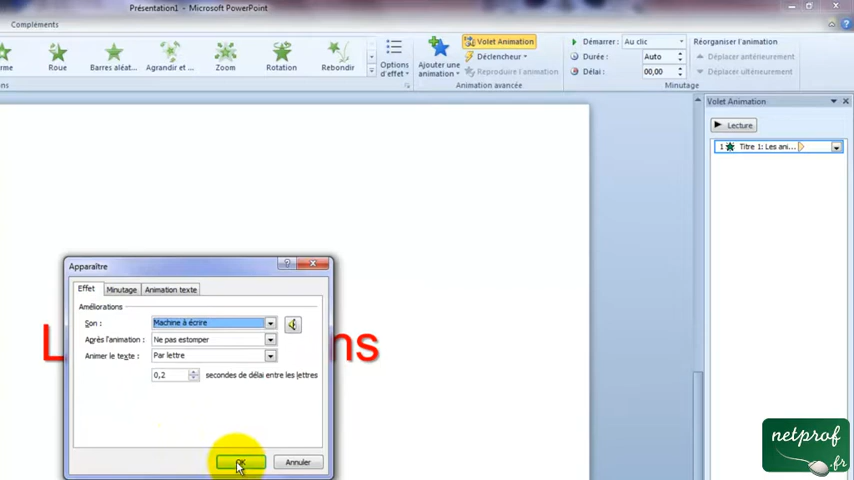 Présentation1 - Microsoft PowerPoint
Compléments
Volet Animation
Démarrer: Au clic
Réorganiser l'animation
Déclencheur
Durée: Auto
Déplacer antérieurement
rme Roue Barres aléat... Agrandir et ... Zoom Rotation Rebondir
Options d'effet
Ajouter une animation
Reproduire l'animation
Délai: 00,00
Déplacer ultérieurement
Animation avancée
Minutage
Volet Animation
Lecture
1 Titre 1: Les ani...
Apparaître
Effet Minutage Animation texte
Améliorations
Son : Machine à écrire
L ns
Après l'animation : Ne pas estomper
Animer le texte : Par lettre
0,2 secondes de délai entre les lettres
OK Annuler
netprof
.fr